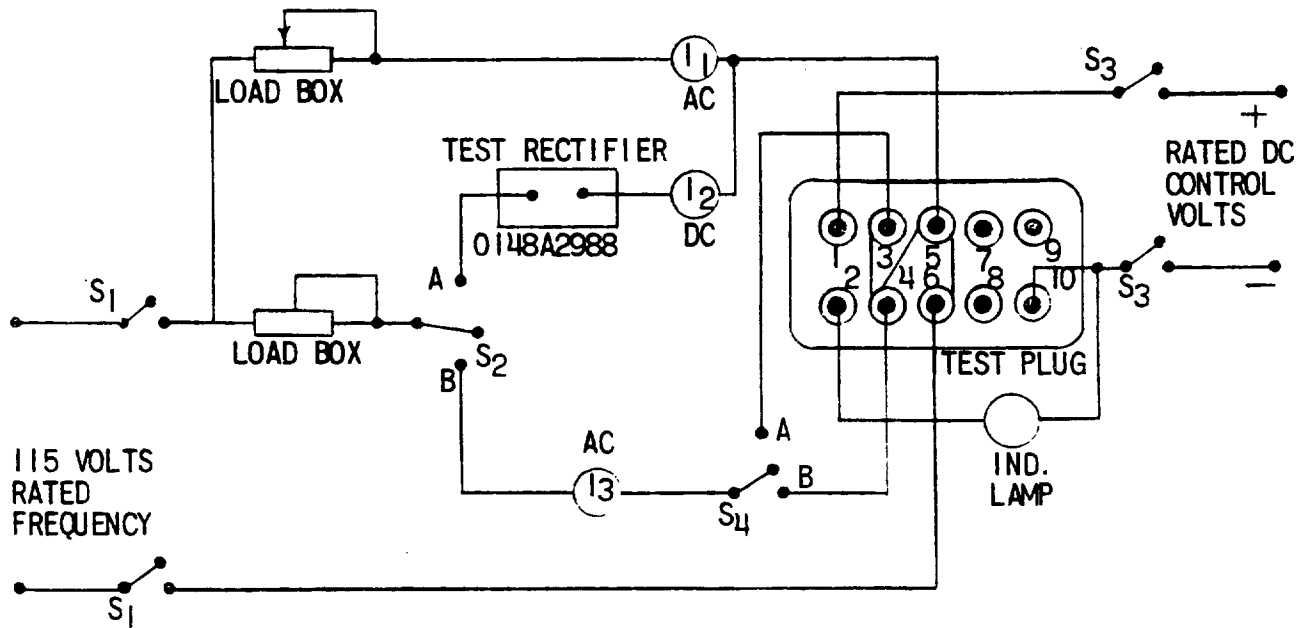 LOAD BOX
I1
AC
S3
+
RATED DC
CONTROL
VOLTS
−
TEST RECTIFIER
0148A2988
I2
DC
A
S1
LOAD BOX
S2
B
1 3 5 7 9
2 4 6 8 10
S3
TEST PLUG
IND.
LAMP
AC
I3
A
B
S4
115 VOLTS
RATED
FREQUENCY
S1